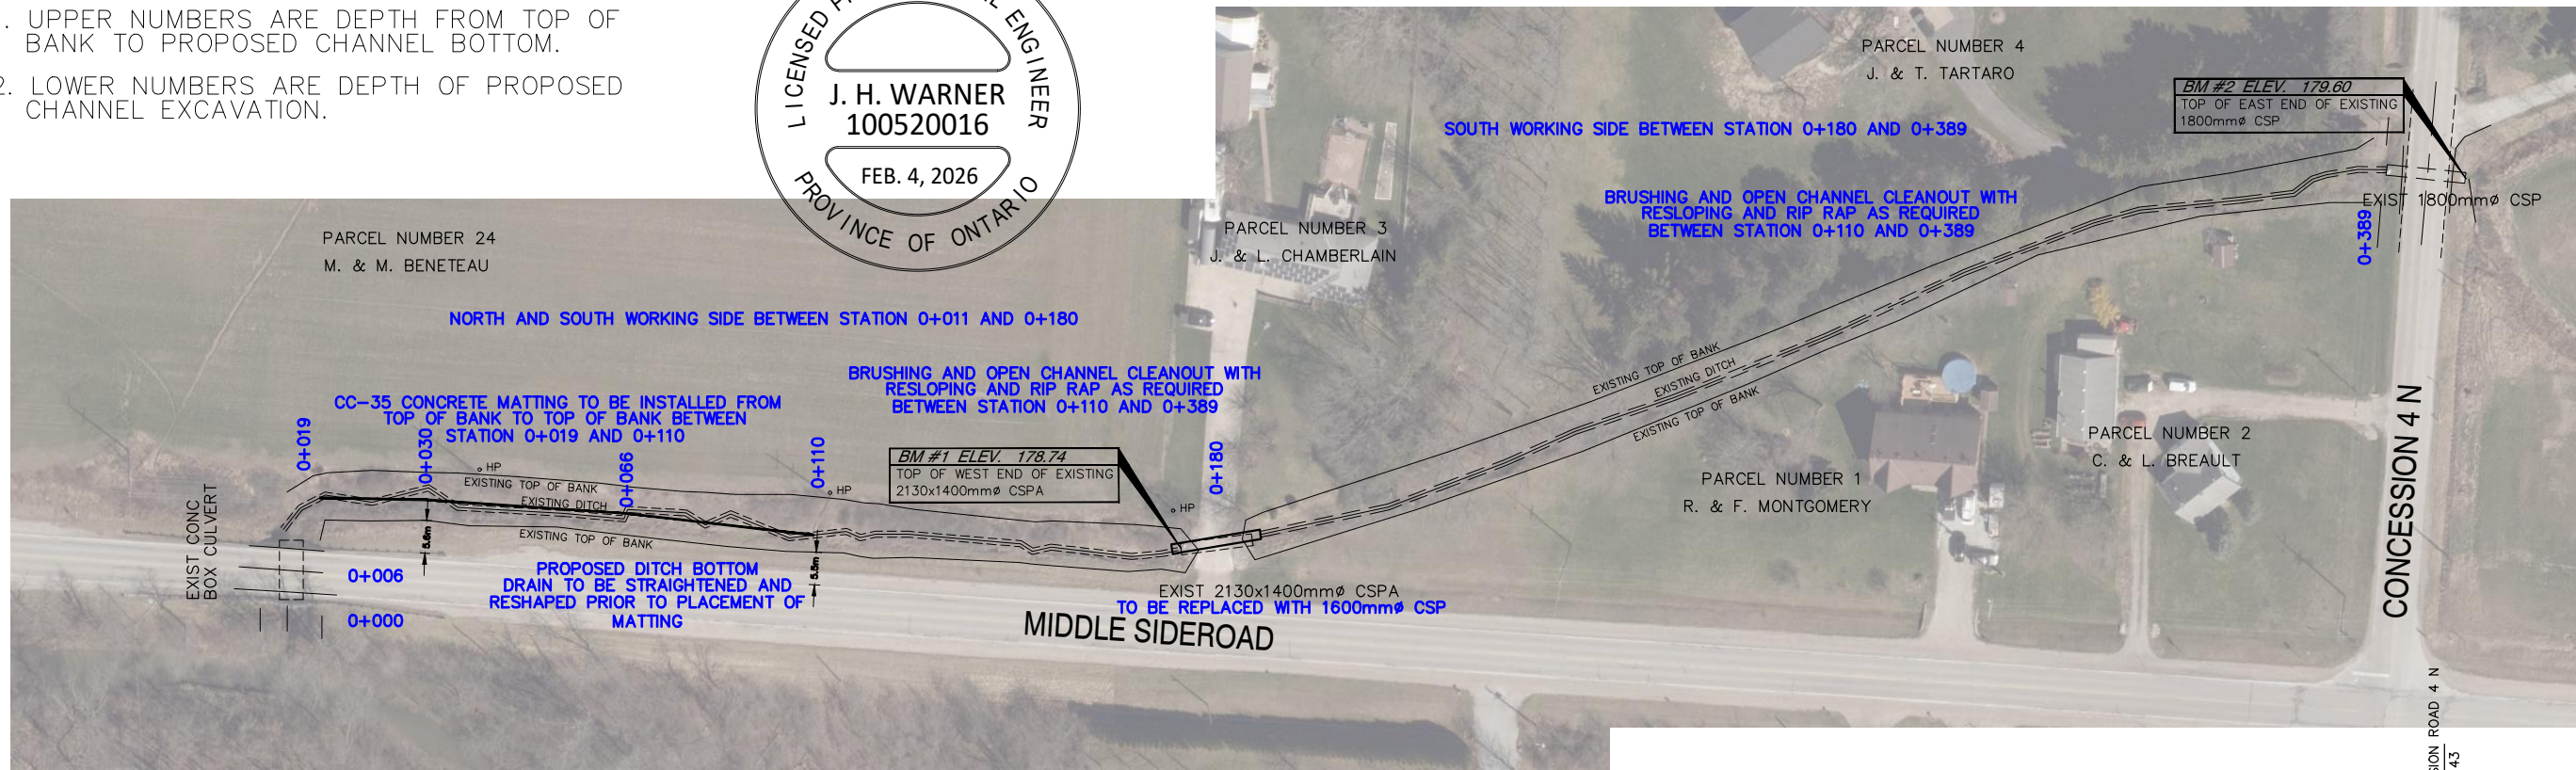 . UPPER NUMBERS ARE DEPTH FROM TOP OF
BANK TO PROPOSED CHANNEL BOTTOM.
2. LOWER NUMBERS ARE DEPTH OF PROPOSED
CHANNEL EXCAVATION.
LICENSED ENGINEER
J. H. WARNER
100520016
FEB. 4, 2026
PROVINCE OF ONTARIO
PARCEL NUMBER 4
J. & T. TARTARO
BM #2 ELEV. 179.60
TOP OF EAST END OF EXISTING
1800mmø CSP
SOUTH WORKING SIDE BETWEEN STATION 0+180 AND 0+389
BRUSHING AND OPEN CHANNEL CLEANOUT WITH
RESLOPING AND RIP RAP AS REQUIRED
BETWEEN STATION 0+110 AND 0+389
EXIST 1800mmø CSP
0+389
PARCEL NUMBER 24
M. & M. BENETEAU
PARCEL NUMBER 3
J. & L. CHAMBERLAIN
NORTH AND SOUTH WORKING SIDE BETWEEN STATION 0+011 AND 0+180
BRUSHING AND OPEN CHANNEL CLEANOUT WITH
RESLOPING AND RIP RAP AS REQUIRED
BETWEEN STATION 0+110 AND 0+389
CC-35 CONCRETE MATTING TO BE INSTALLED FROM
TOP OF BANK TO TOP OF BANK BETWEEN
STATION 0+019 AND 0+110
0+019
0+030
0+066
0+110
0+180
BM #1 ELEV. 178.74
TOP OF WEST END OF EXISTING
2130x1400mmø CSPA
HP
HP
HP
EXISTING TOP OF BANK
EXISTING DITCH
EXISTING TOP OF BANK
EXISTING TOP OF BANK
EXISTING DITCH
EXISTING TOP OF BANK
5.6m
5.5m
EXIST CONC
BOX CULVERT
0+006
0+000
PROPOSED DITCH BOTTOM
DRAIN TO BE STRAIGHTENED AND
RESHAPED PRIOR TO PLACEMENT OF
MATTING
EXIST 2130x1400mmø CSPA
TO BE REPLACED WITH 1600mmø CSP
MIDDLE SIDEROAD
PARCEL NUMBER 1
R. & F. MONTGOMERY
PARCEL NUMBER 2
C. & L. BREAULT
CONCESSION 4 N
SION ROAD 4 N
43